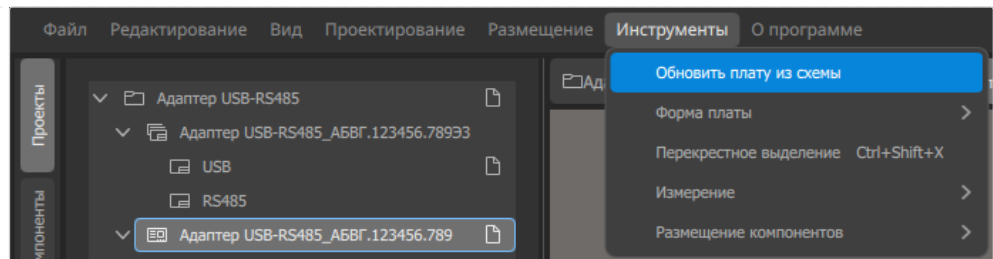 Файл Редактирование Вид Проектирование Размещение Инструменты О программе
Проекты
Адаптер USB-RS485
Адаптер USB-RS485_АБВГ.123456.789Э3
USB
RS485
Адаптер USB-RS485_АБВГ.123456.789
Обновить плату из схемы
Форма платы
Перекрестное выделение Ctrl+Shift+X
Измерение
Размещение компонентов